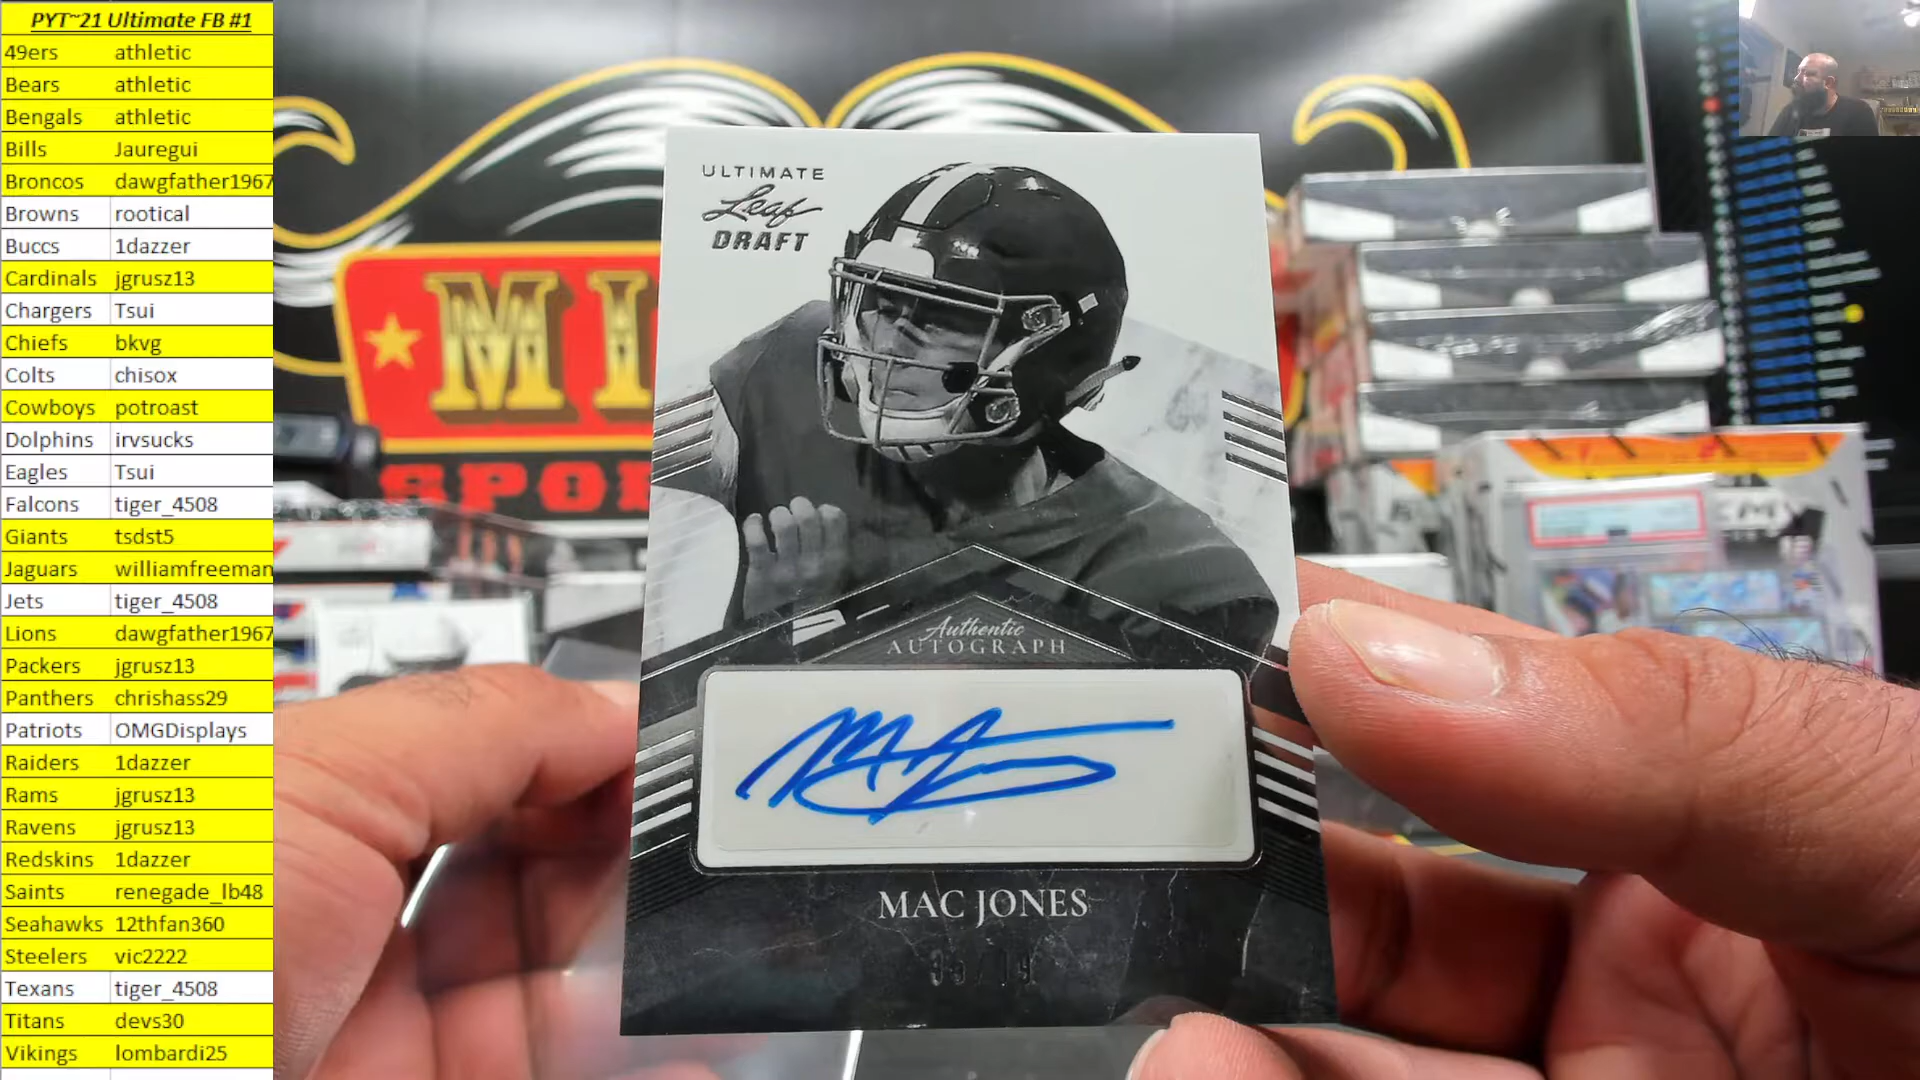 PYT~21 Ultimate FB #1
49ers athletic
Bears athletic
Bengals athletic
Bills Jauregui
Broncos dawgfather1967
Browns rootical
Buccs 1dazzer
Cardinals jgrusz13
Chargers Tsui
Chiefs bkvg
Colts chisox
Cowboys potroast
Dolphins irvsucks
Eagles Tsui
Falcons tiger_4508
Giants tsdst5
Jaguars williamfreeman
Jets tiger_4508
Lions dawgfather1967
Packers jgrusz13
Panthers chrishass29
Patriots OMGDisplays
Raiders 1dazzer
Rams jgrusz13
Ravens jgrusz13
Redskins 1dazzer
Saints renegade_lb48
Seahawks 12thfan360
Steelers vic2222
Texans tiger_4508
Titans devs30
Vikings lombardi25
ULTIMATE
Leaf
DRAFT
Authentic
AUTOGRAPH
MAC JONES